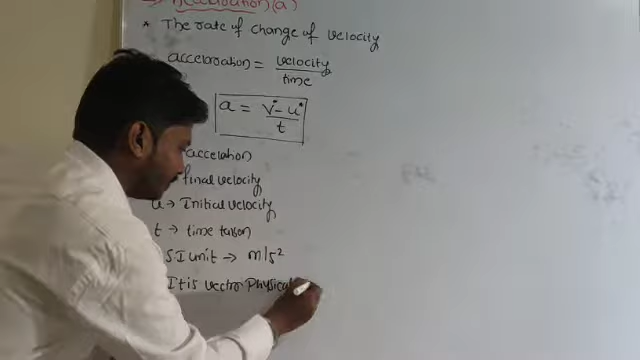 → Acceleration (a)
* The rate of change of velocity
acceleration = velocity / time
a = v - u / t
acceleration
final velocity
u → Initial velocity
t → time taken
S.I unit → m/s²
It is vector Physical